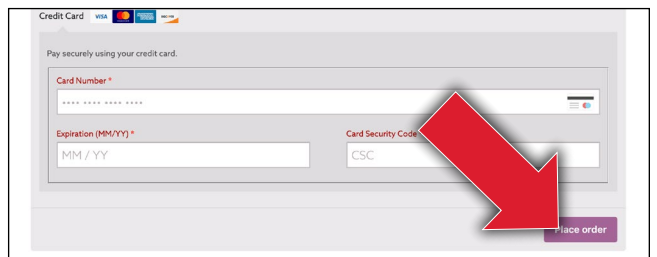 Credit Card VISA
Pay securely using your credit card.
Card Number *
•••• •••• •••• ••••
Expiration (MM/YY) *
Card Security Code
MM / YY
CSC
Place order